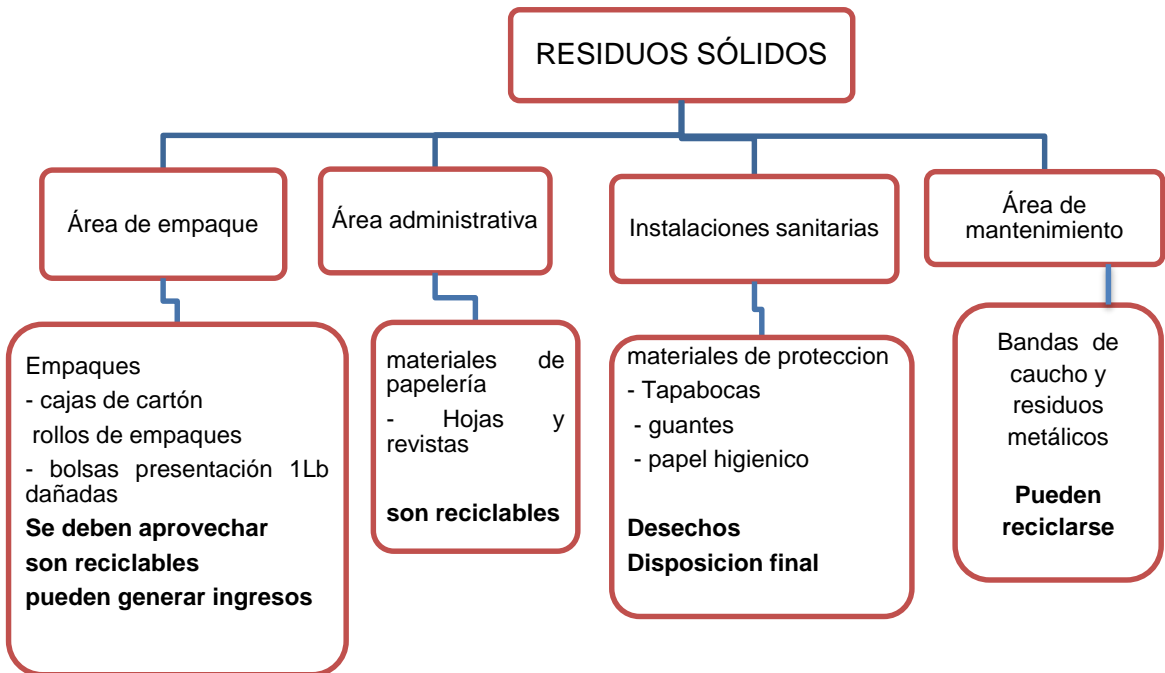 RESIDUOS SÓLIDOS
Área de empaque
Área administrativa
Instalaciones sanitarias
Área de
mantenimiento
Empaques
- cajas de cartón
rollos de empaques
- bolsas presentación 1Lb
dañadas
Se deben aprovechar
son reciclables
pueden generar ingresos
materiales de
papelería
- Hojas y
revistas
son reciclables
materiales de proteccion
- Tapabocas
- guantes
- papel higienico
Desechos
Disposicion final
Bandas de
caucho y
residuos
metálicos
Pueden
reciclarse